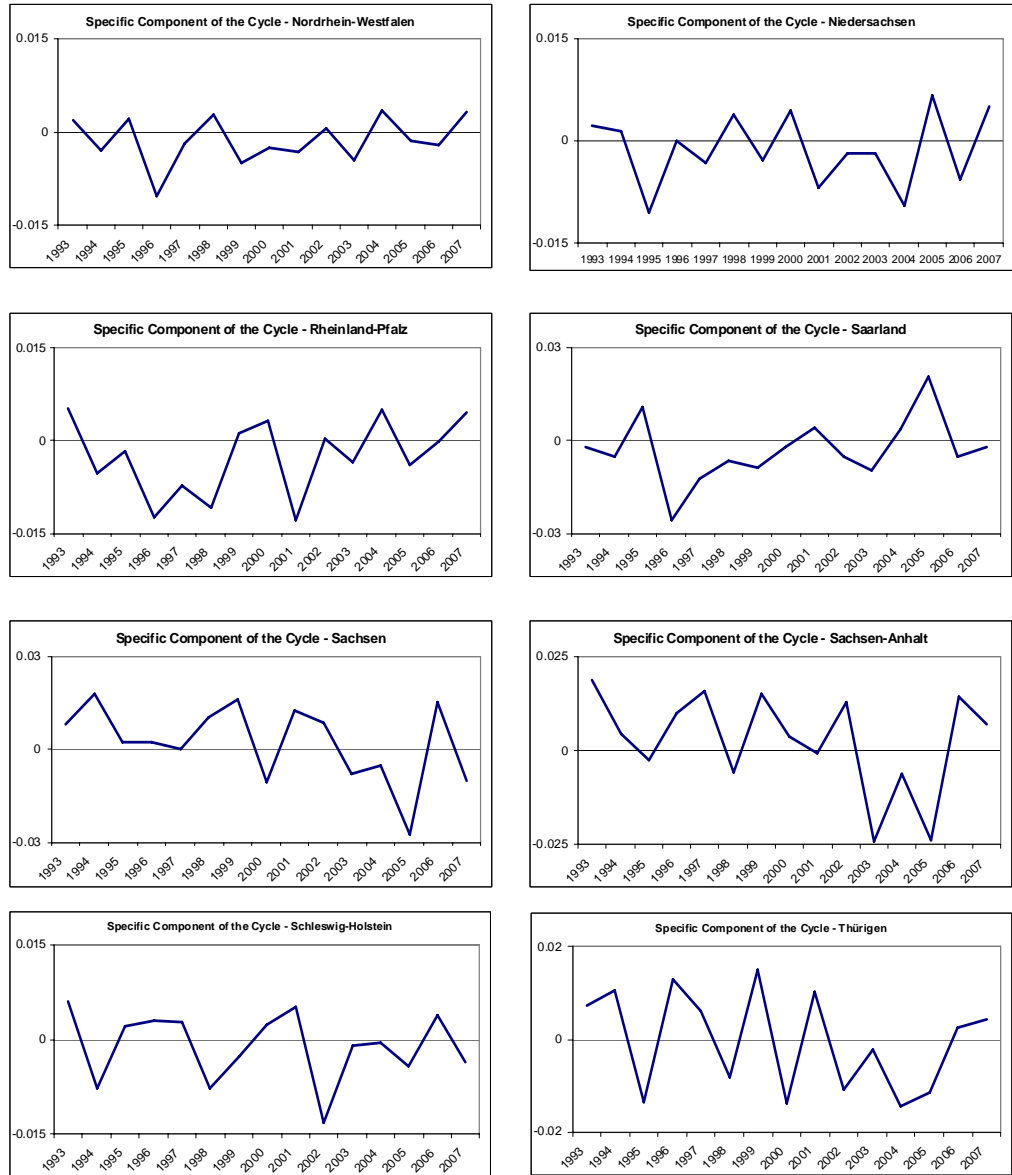 Specific Component of the Cycle - Nordrhein-Westfalen
0.015
0
-0.015
1993 1994 1995 1996 1997 1998 1999 2000 2001 2002 2003 2004 2005 2006 2007
Specific Component of the Cycle - Niedersachsen
0.015
0
-0.015
1993 1994 1995 1996 1997 1998 1999 2000 2001 2002 2003 2004 2005 2006 2007
Specific Component of the Cycle - Rheinland-Pfalz
0.015
0
-0.015
1993 1994 1995 1996 1997 1998 1999 2000 2001 2002 2003 2004 2005 2006 2007
Specific Component of the Cycle - Saarland
0.03
0
-0.03
1993 1994 1995 1996 1997 1998 1999 2000 2001 2002 2003 2004 2005 2006 2007
Specific Component of the Cycle - Sachsen
0.03
0
-0.03
1993 1994 1995 1996 1997 1998 1999 2000 2001 2002 2003 2004 2005 2006 2007
Specific Component of the Cycle - Sachsen-Anhalt
0.025
0
-0.025
1993 1994 1995 1996 1997 1998 1999 2000 2001 2002 2003 2004 2005 2006 2007
Specific Component of the Cycle - Schleswig-Holstein
0.015
0
-0.015
1993 1994 1995 1996 1997 1998 1999 2000 2001 2002 2003 2004 2005 2006 2007
Specific Component of the Cycle - Thürigen
0.02
0
-0.02
1993 1994 1995 1996 1997 1998 1999 2000 2001 2002 2003 2004 2005 2006 2007